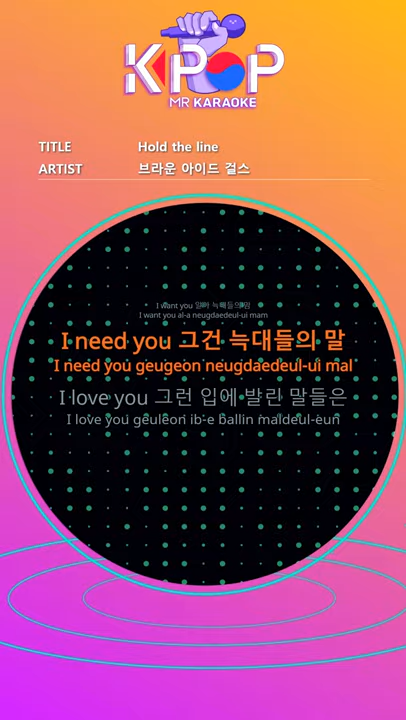 KPOP
MR KARAOKE
TITLE Hold the line
ARTIST 브라운 아이드 걸스
I want you 알아 늑대들의 맘
I want you al-a neugdaedeul-ui mam
I need you 그건 늑대들의 말
I need you geugeon neugdaedeul-ui mal
I love you 그런 입에 발린 말들은
I love you geuleon ib-e ballin maldeul-eun